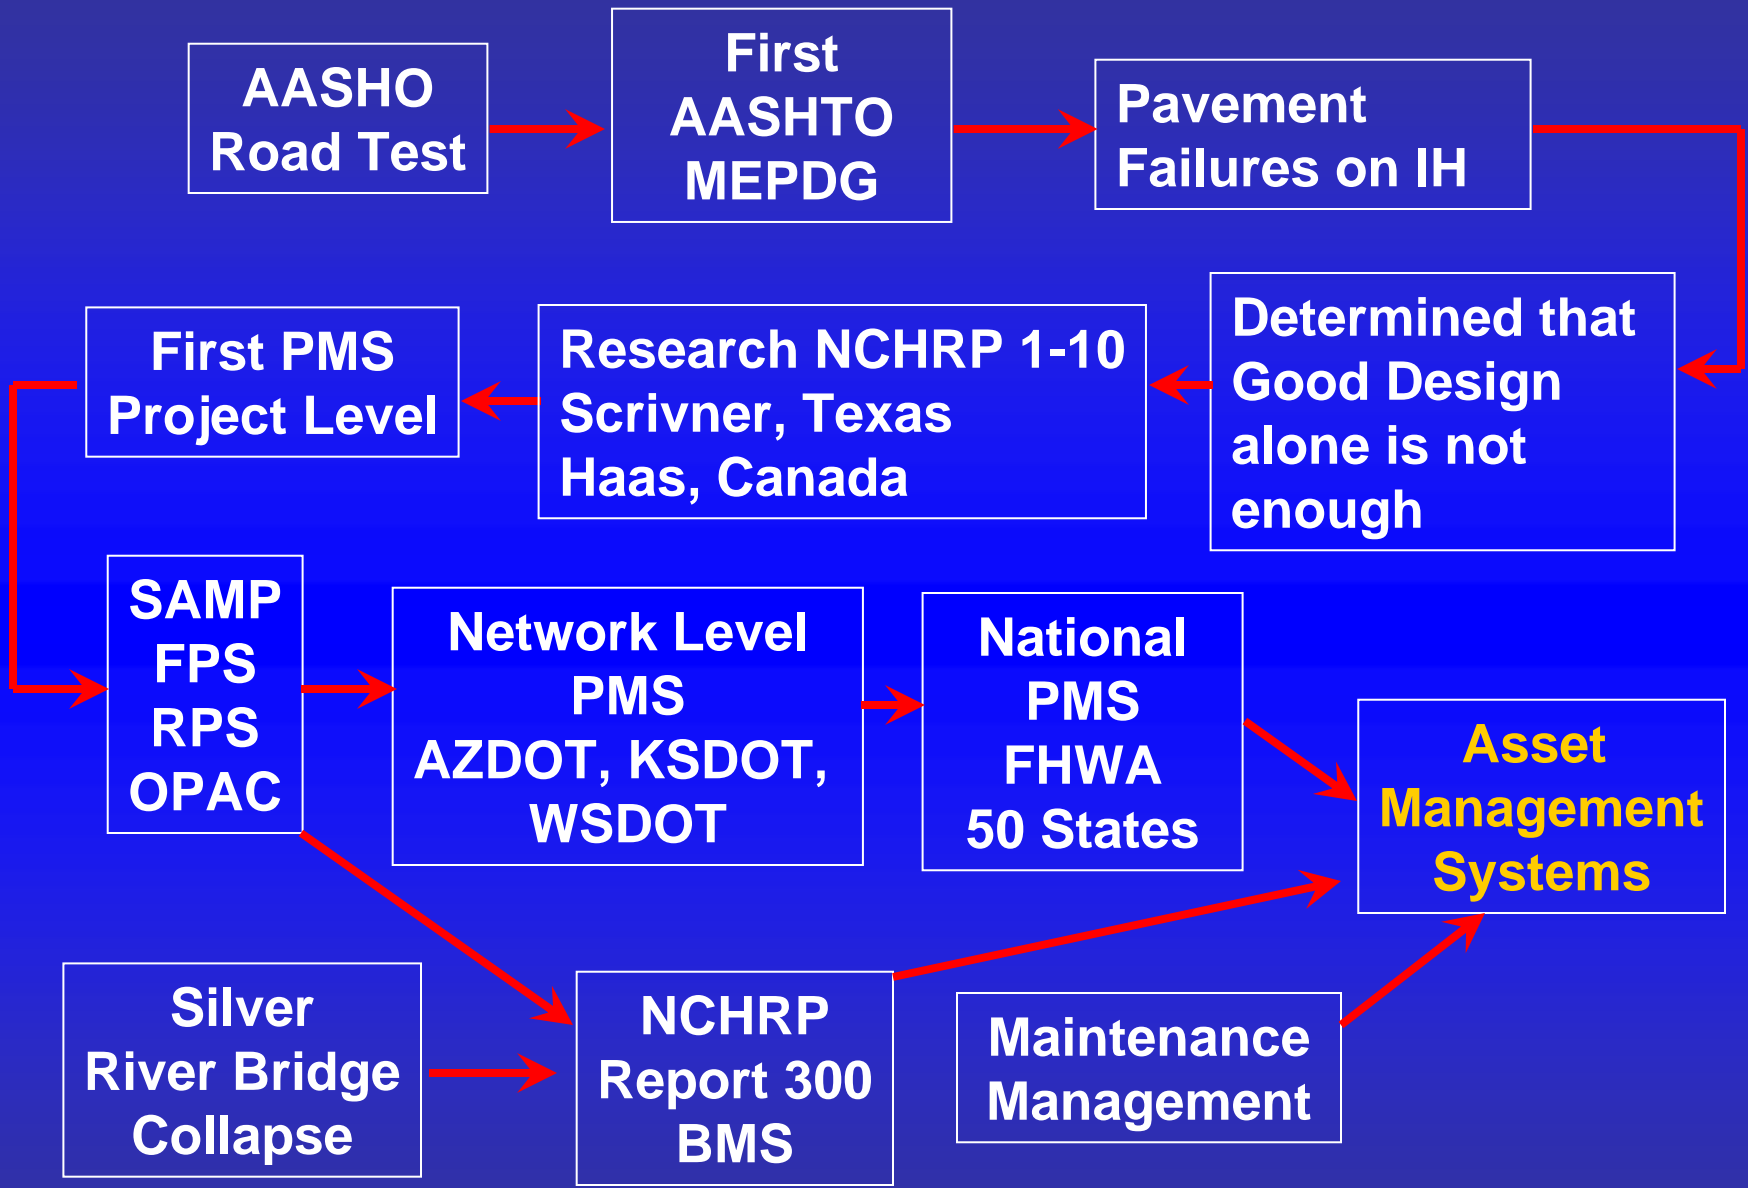 AASHO
Road Test
First
AASHTO
MEPDG
Pavement
Failures on IH
Determined that
Good Design
alone is not
enough
Research NCHRP 1-10
Scrivner, Texas
Haas, Canada
First PMS
Project Level
SAMP
FPS
RPS
OPAC
Network Level
PMS
AZDOT, KSDOT,
WSDOT
National
PMS
FHWA
50 States
Asset
Management
Systems
Silver
River Bridge
Collapse
NCHRP
Report 300
BMS
Maintenance
Management